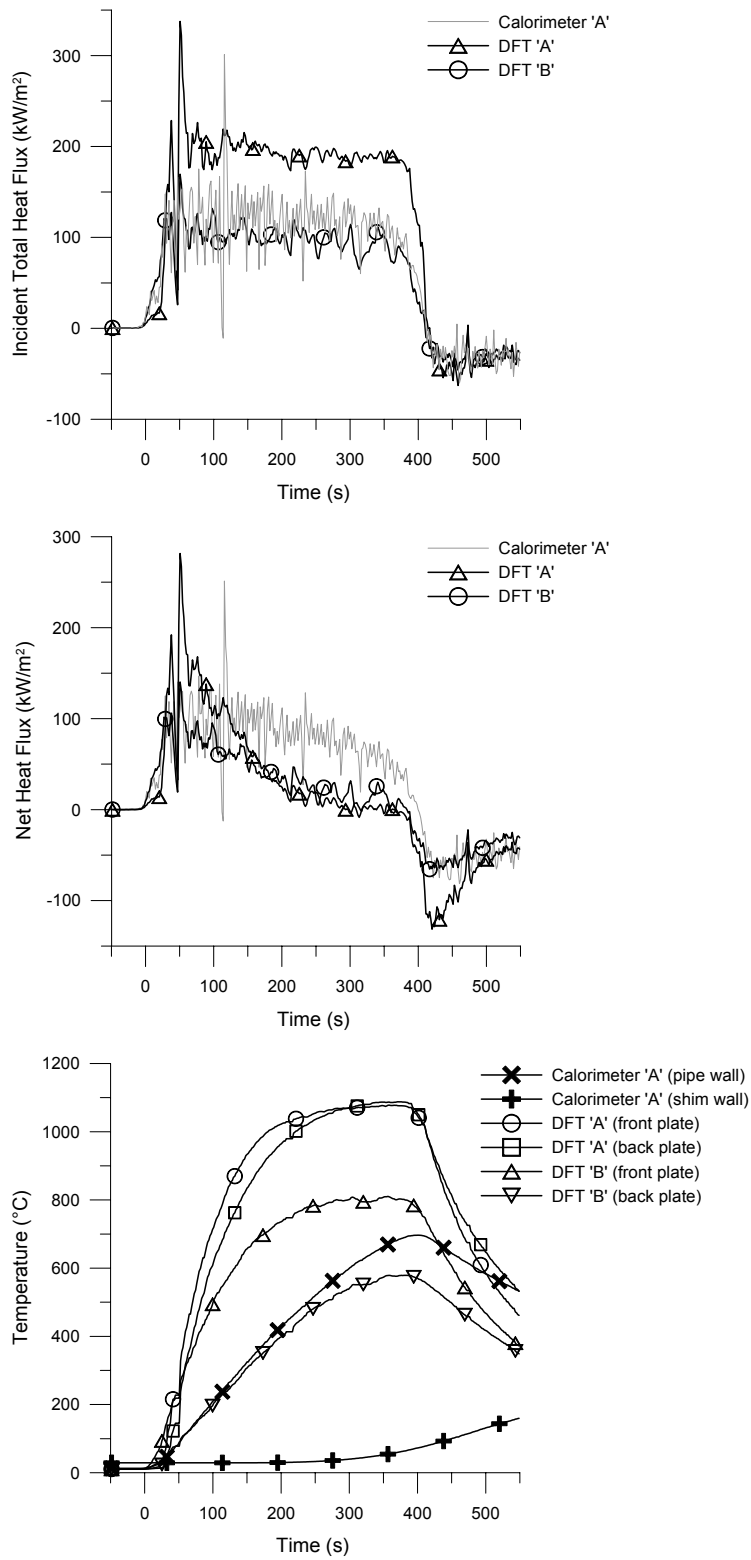 Calorimeter 'A'
DFT 'A'
DFT 'B'
300
200
100
0
-100
Incident Total Heat Flux (kW/m²)
0 100 200 300 400 500
Time (s)
Calorimeter 'A'
DFT 'A'
DFT 'B'
300
200
100
0
-100
Net Heat Flux (kW/m²)
0 100 200 300 400 500
Time (s)
Calorimeter 'A' (pipe wall)
Calorimeter 'A' (shim wall)
DFT 'A' (front plate)
DFT 'A' (back plate)
DFT 'B' (front plate)
DFT 'B' (back plate)
1200
1000
800
600
400
200
0
Temperature (°C)
0 100 200 300 400 500
Time (s)